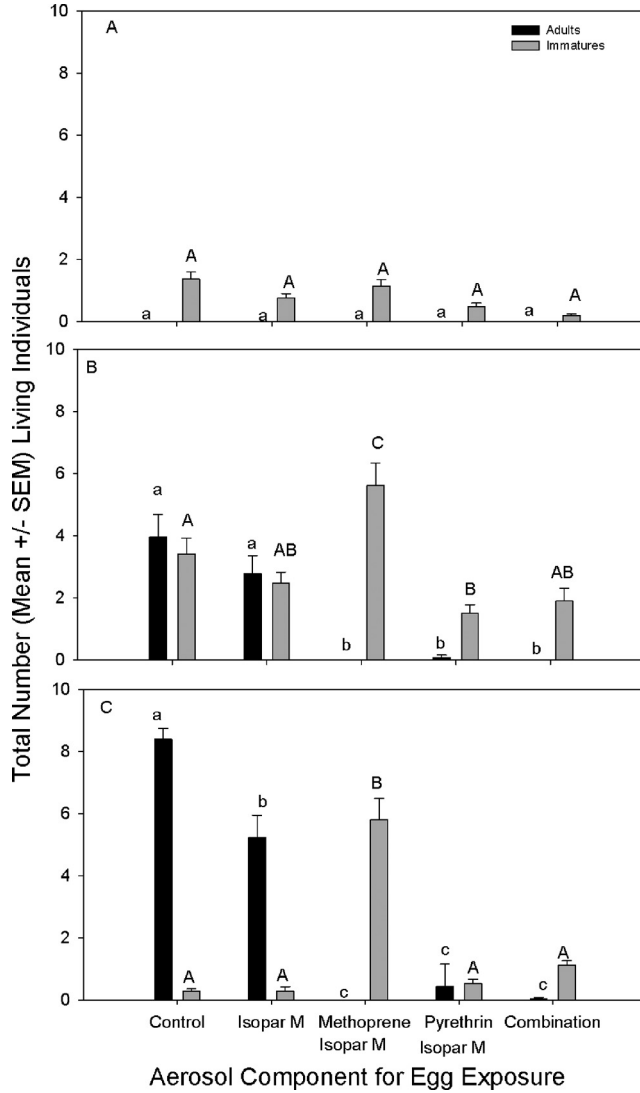 10
A
Adults
Immatures
8
6
4
2
0
a A a A a A a A a A
10
B
8
6
4
2
0
a A a AB b C b B b AB
10
C
8
6
4
2
0
a A b A c B c A c A
Control Isopar M Methoprene Pyrethrin Combination
Isopar M Isopar M
Aerosol Component for Egg Exposure
Total Number (Mean +/- SEM) Living Individuals